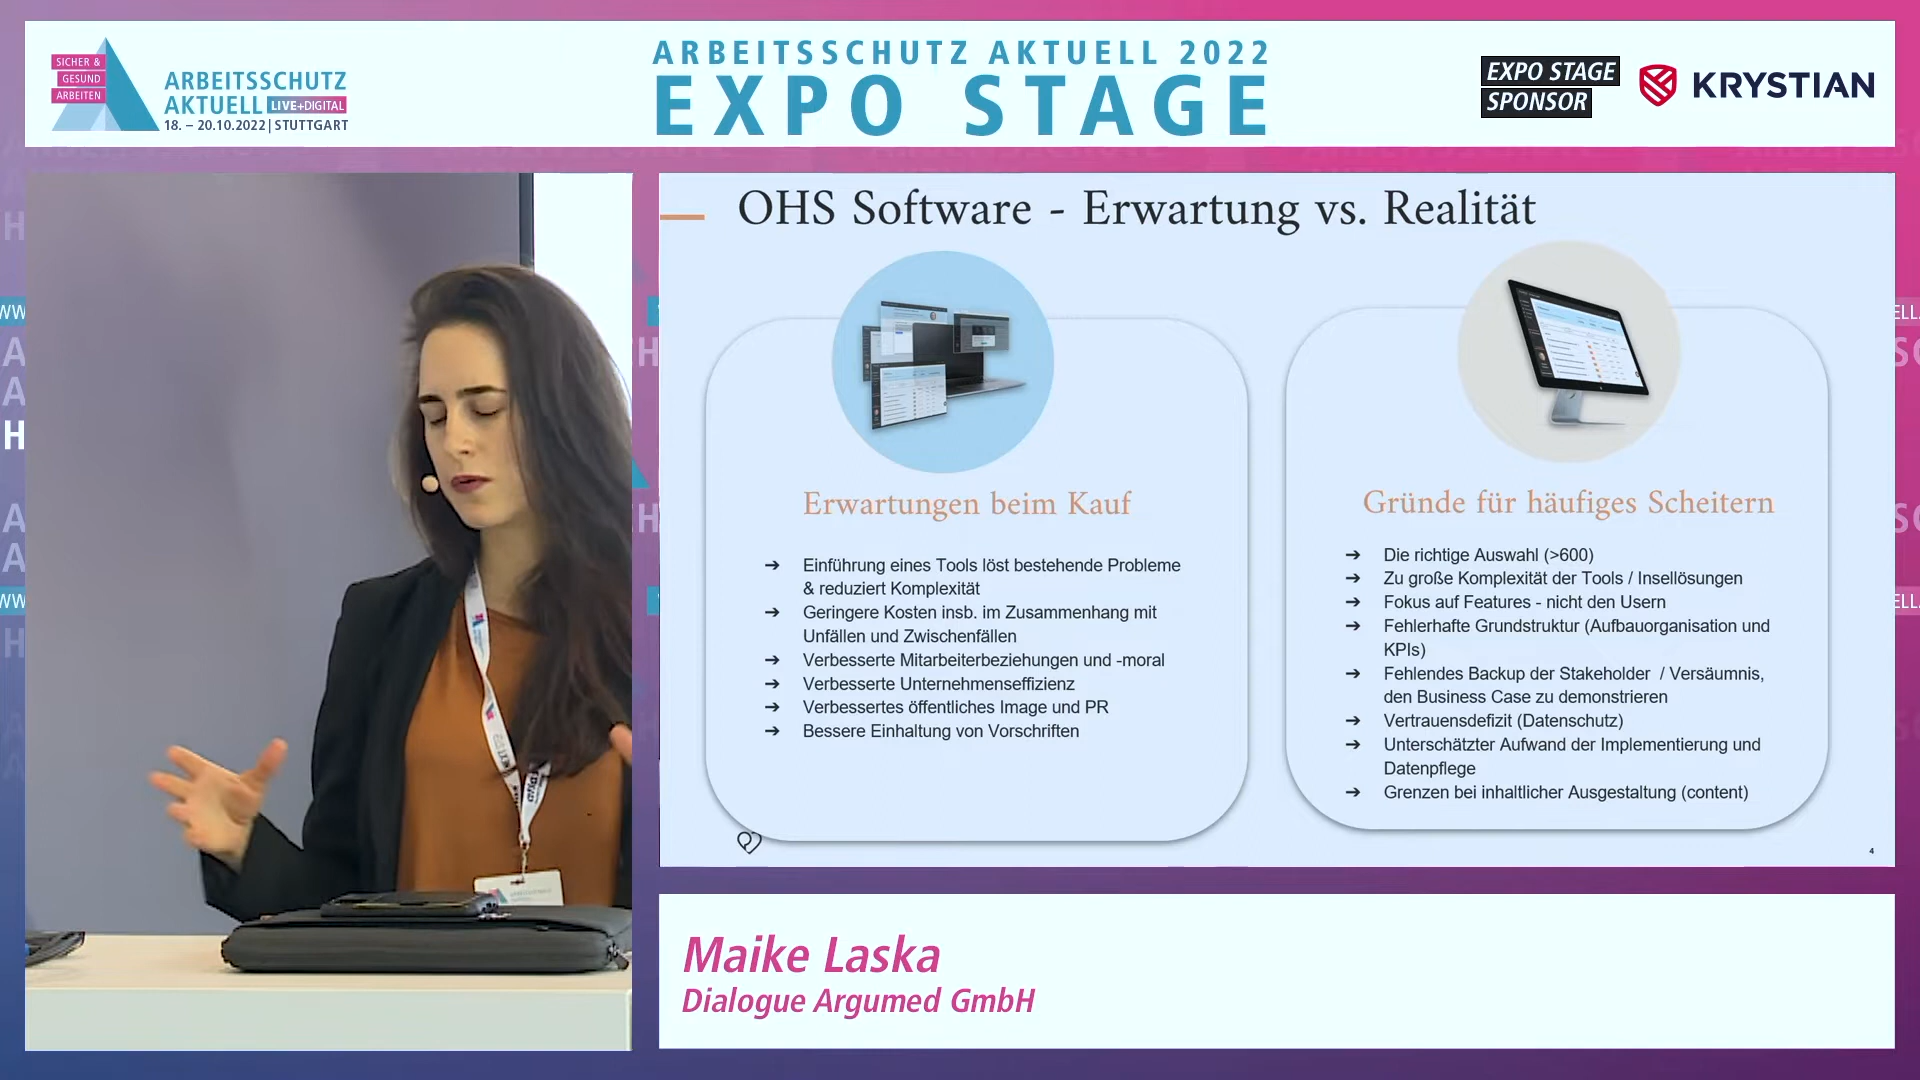 SICHER &
GESUND
ARBEITEN
ARBEITSSCHUTZ
AKTUELL LIVE+DIGITAL
18. – 20.10.2022 | STUTTGART
ARBEITSSCHUTZ AKTUELL 2022
EXPO STAGE
EXPO STAGE
SPONSOR
KRYSTIAN
OHS Software - Erwartung vs. Realität
Erwartungen beim Kauf
➔ Einführung eines Tools löst bestehende Probleme
& reduziert Komplexität
➔ Geringere Kosten insb. im Zusammenhang mit
Unfällen und Zwischenfällen
➔ Verbesserte Mitarbeiterbeziehungen und -moral
➔ Verbesserte Unternehmenseffizienz
➔ Verbessertes öffentliches Image und PR
➔ Bessere Einhaltung von Vorschriften
Gründe für häufiges Scheitern
➔ Die richtige Auswahl (>600)
➔ Zu große Komplexität der Tools / Insellösungen
➔ Fokus auf Features - nicht den Usern
➔ Fehlerhafte Grundstruktur (Aufbauorganisation und
KPIs)
➔ Fehlendes Backup der Stakeholder / Versäumnis,
den Business Case zu demonstrieren
➔ Vertrauensdefizit (Datenschutz)
➔ Unterschätzter Aufwand der Implementierung und
Datenpflege
➔ Grenzen bei inhaltlicher Ausgestaltung (content)
4
Maike Laska
Dialogue Argumed GmbH